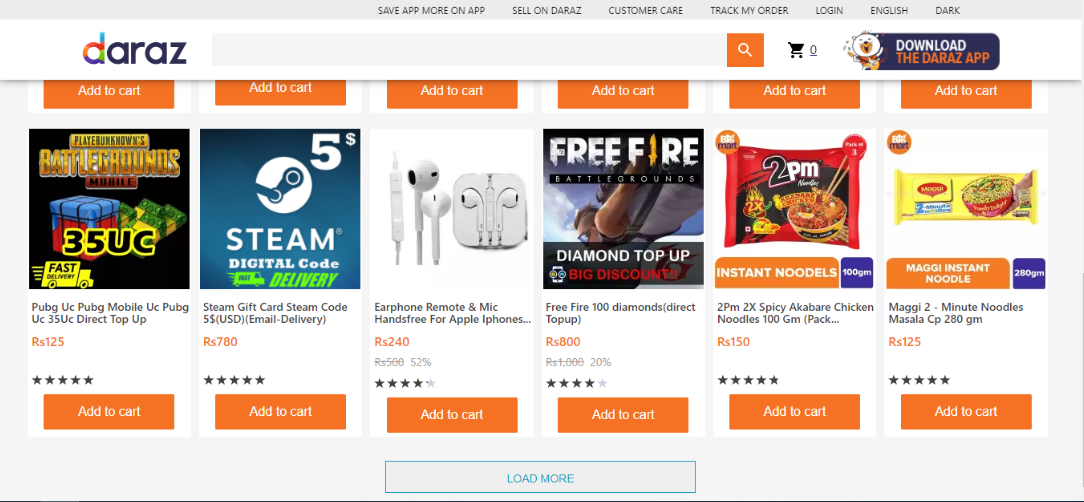 SAVE APP MORE ON APP
SELL ON DARAZ
CUSTOMER CARE
TRACK MY ORDER
LOGIN
ENGLISH
DARK
daraz
0
DOWNLOAD
THE DARAZ APP
Add to cart
Add to cart
Add to cart
Add to cart
Add to cart
Add to cart
PLAYERUNKNOWN'S
BATTLEGROUNDS
MOBILE
35UC
FAST
DELIVERY
Pubg Uc Pubg Mobile Uc Pubg
Uc 35Uc Direct Top Up
Rs125
Add to cart
5$
STEAM
DIGITAL Code
FAST DELIVERY
Steam Gift Card Steam Code
5$(USD)(Email-Delivery)
Rs780
Add to cart
Earphone Remote & Mic
Handsfree For Apple Iphones...
Rs240
Rs500 52%
Add to cart
FREE FIRE
BATTLEGROUNDS
DIAMOND TOP UP
BIG DISCOUNT!!
Free Fire 100 diamonds(direct
Topup)
Rs800
Rs1,000 20%
Add to cart
mart
Pack of
3
2pm
Noodles
2X
INSTANT NOODELS
100gm
2Pm 2X Spicy Akabare Chicken
Noodles 100 Gm (Pack...
Rs150
Add to cart
mart
MAGGI
2-Minute
Noodles
MAGGI INSTANT
NOODLE
280gm
Maggi 2 - Minute Noodles
Masala Cp 280 gm
Rs125
Add to cart
LOAD MORE